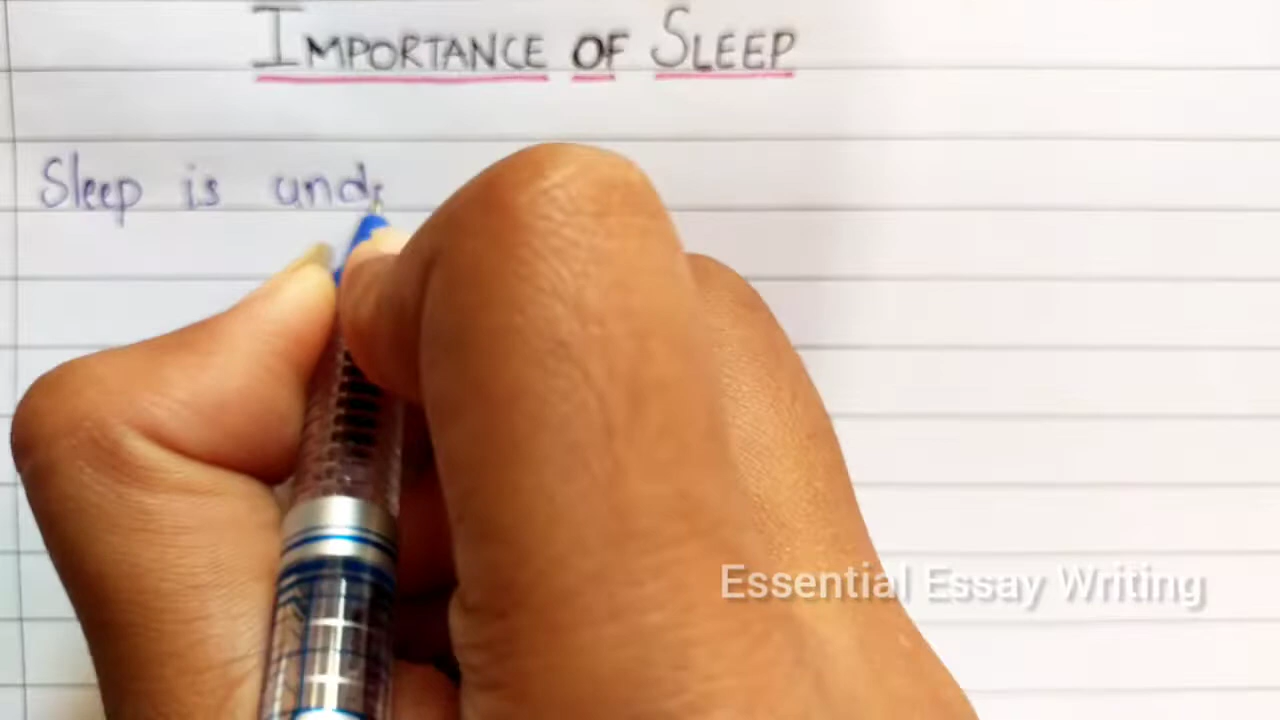 IMPORTANCE OF SLEEP
Sleep is und
Essential Essay Writing